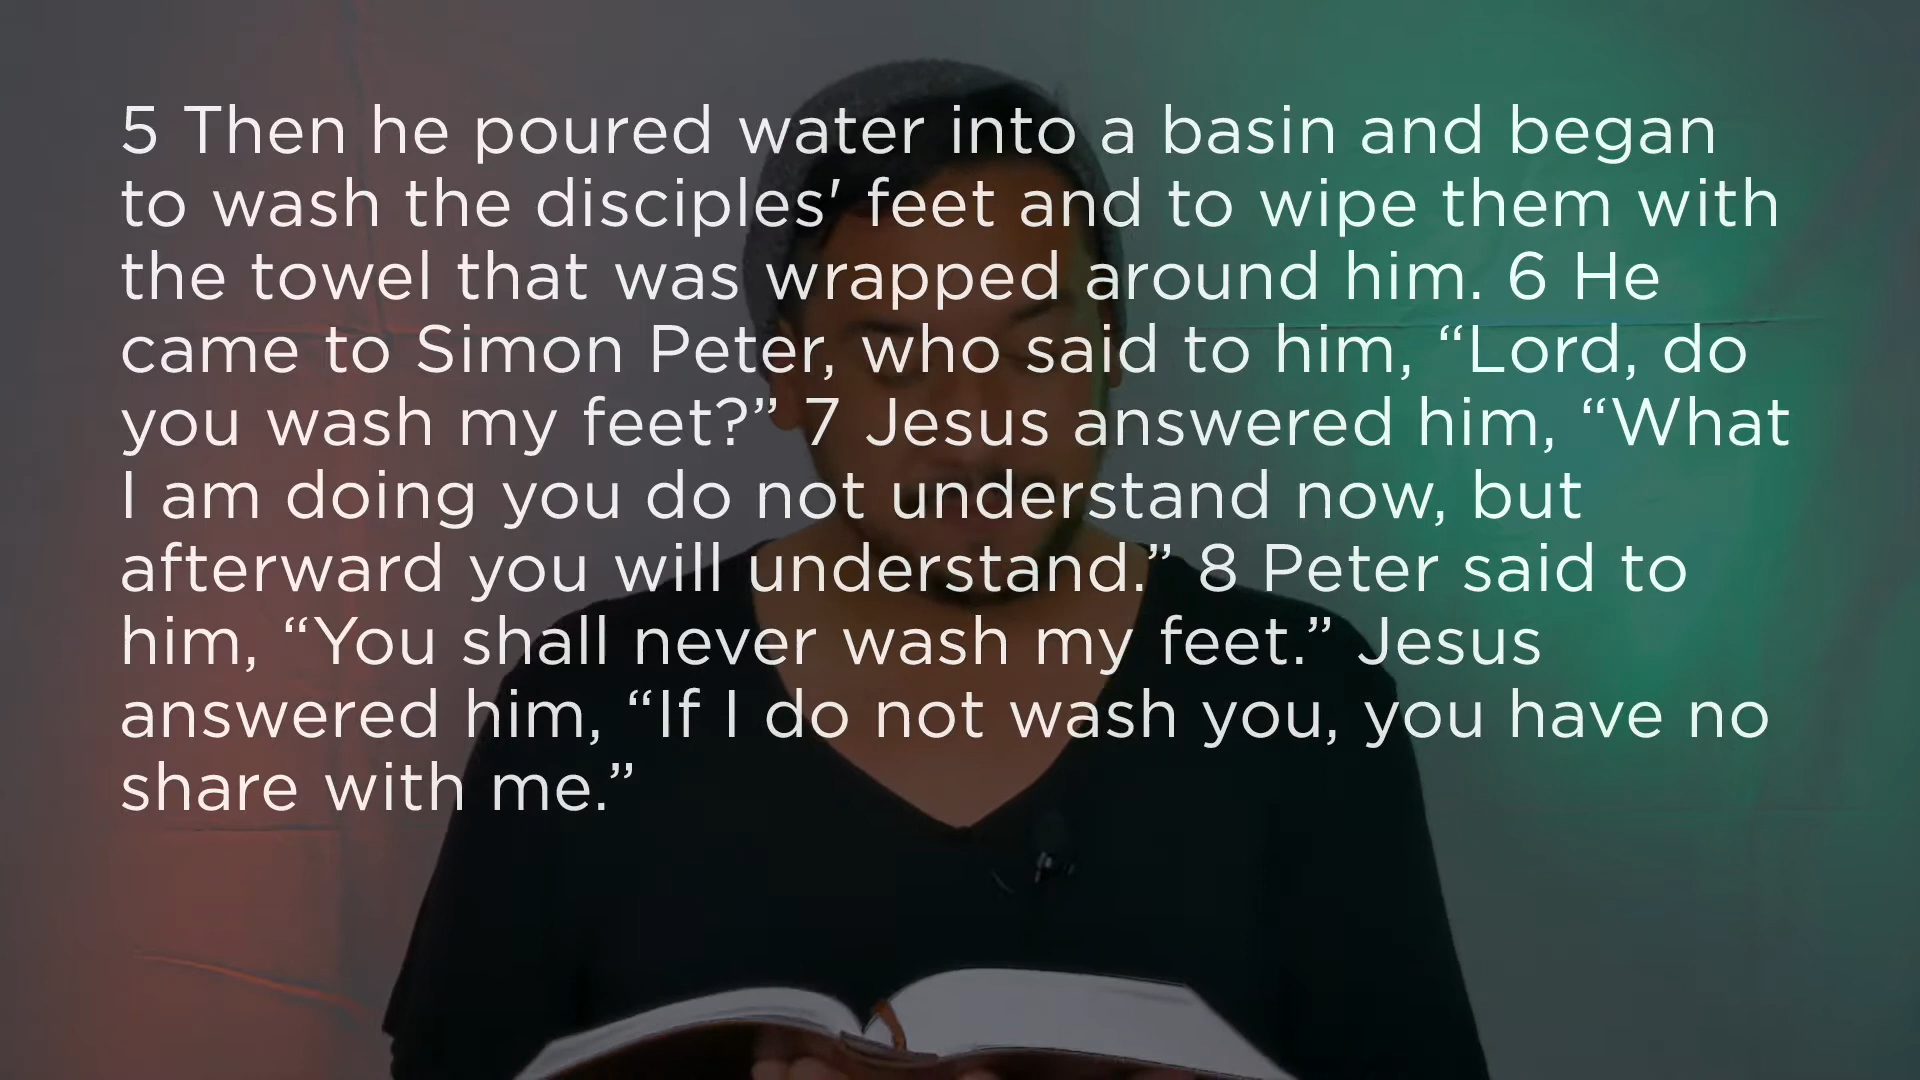 5 Then he poured water into a basin and began
to wash the disciples' feet and to wipe them with
the towel that was wrapped around him. 6 He
came to Simon Peter, who said to him, “Lord, do
you wash my feet?” 7 Jesus answered him, “What
I am doing you do not understand now, but
afterward you will understand.” 8 Peter said to
him, “You shall never wash my feet.” Jesus
answered him, “If I do not wash you, you have no
share with me.”